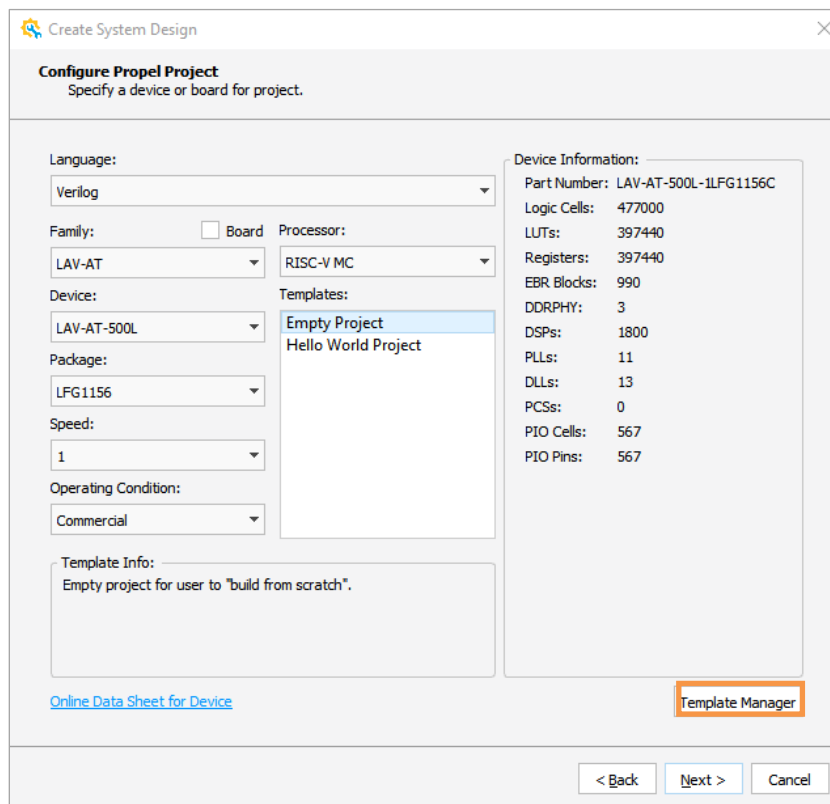 Create System Design
Configure Propel Project
Specify a device or board for project.
Language:
Verilog
Family:
Board
Processor:
LAV-AT
RISC-V MC
Device:
Templates:
LAV-AT-500L
Empty Project
Hello World Project
Package:
LFG1156
Speed:
1
Operating Condition:
Commercial
Template Info:
Empty project for user to "build from scratch".
Device Information:
Part Number: LAV-AT-500L-1LFG1156C
Logic Cells: 477000
LUTs: 397440
Registers: 397440
EBR Blocks: 990
DDRPHY: 3
DSPs: 1800
PLLs: 11
DLLs: 13
PCSs: 0
PIO Cells: 567
PIO Pins: 567
Online Data Sheet for Device
Template Manager
< Back
Next >
Cancel